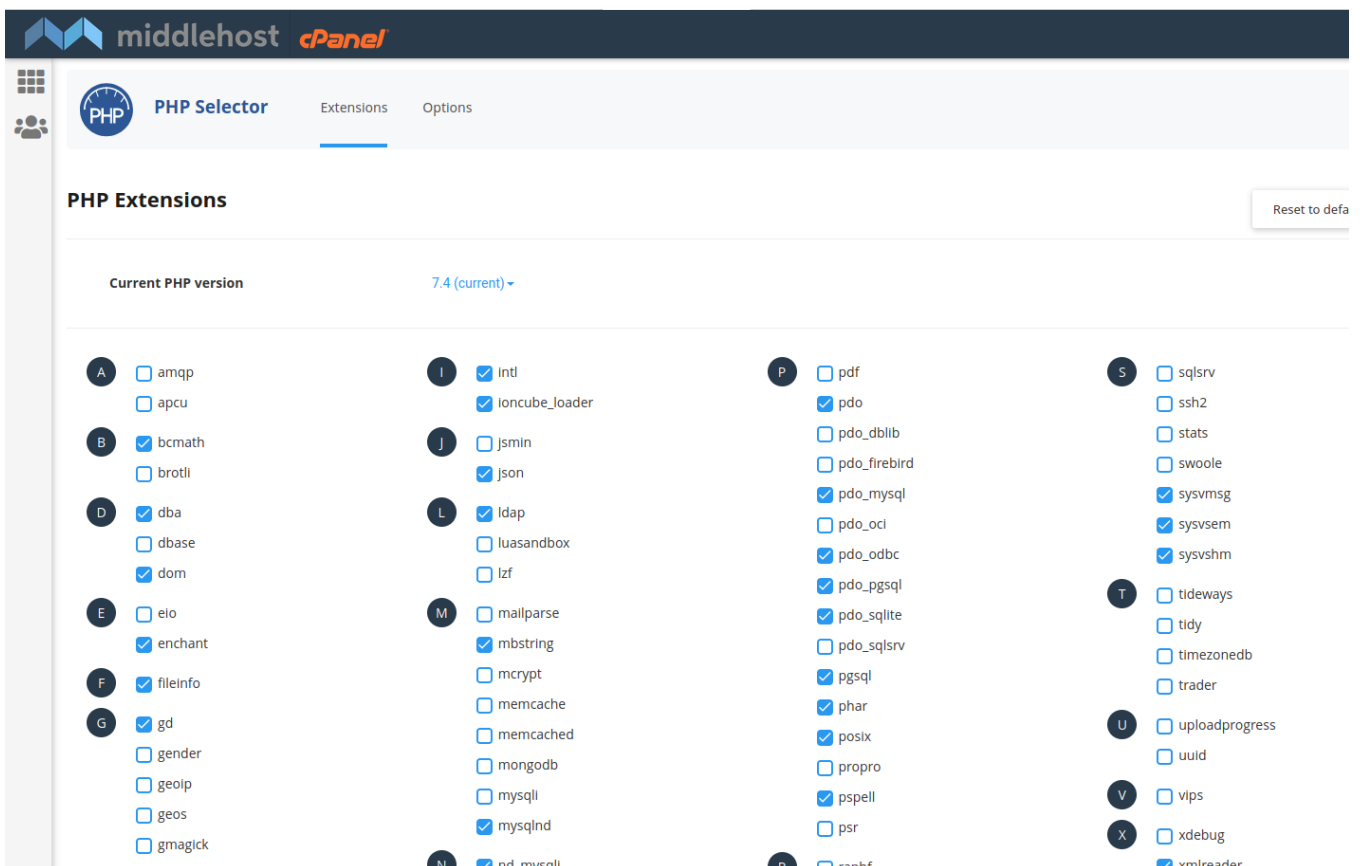 middlehost cPanel
PHP
PHP Selector
Extensions
Options
PHP Extensions
Reset to defa
Current PHP version
7.4 (current)
A
amqp
apcu
B
bcmath
brotli
D
dba
dbase
dom
E
eio
enchant
F
fileinfo
G
gd
gender
geoip
geos
gmagick
I
intl
ioncube_loader
J
jsmin
json
L
ldap
luasandbox
lzf
M
mailparse
mbstring
mcrypt
memcache
memcached
mongodb
mysqli
mysqlnd
N
nd_mysqli
P
pdf
pdo
pdo_dblib
pdo_firebird
pdo_mysql
pdo_oci
pdo_odbc
pdo_pgsql
pdo_sqlite
pdo_sqlsrv
pgsql
phar
posix
propro
pspell
psr
R
raphf
S
sqlsrv
ssh2
stats
swoole
sysvmsg
sysvsem
sysvshm
T
tideways
tidy
timezonedb
trader
U
uploadprogress
uuid
V
vips
X
xdebug
xmlreader